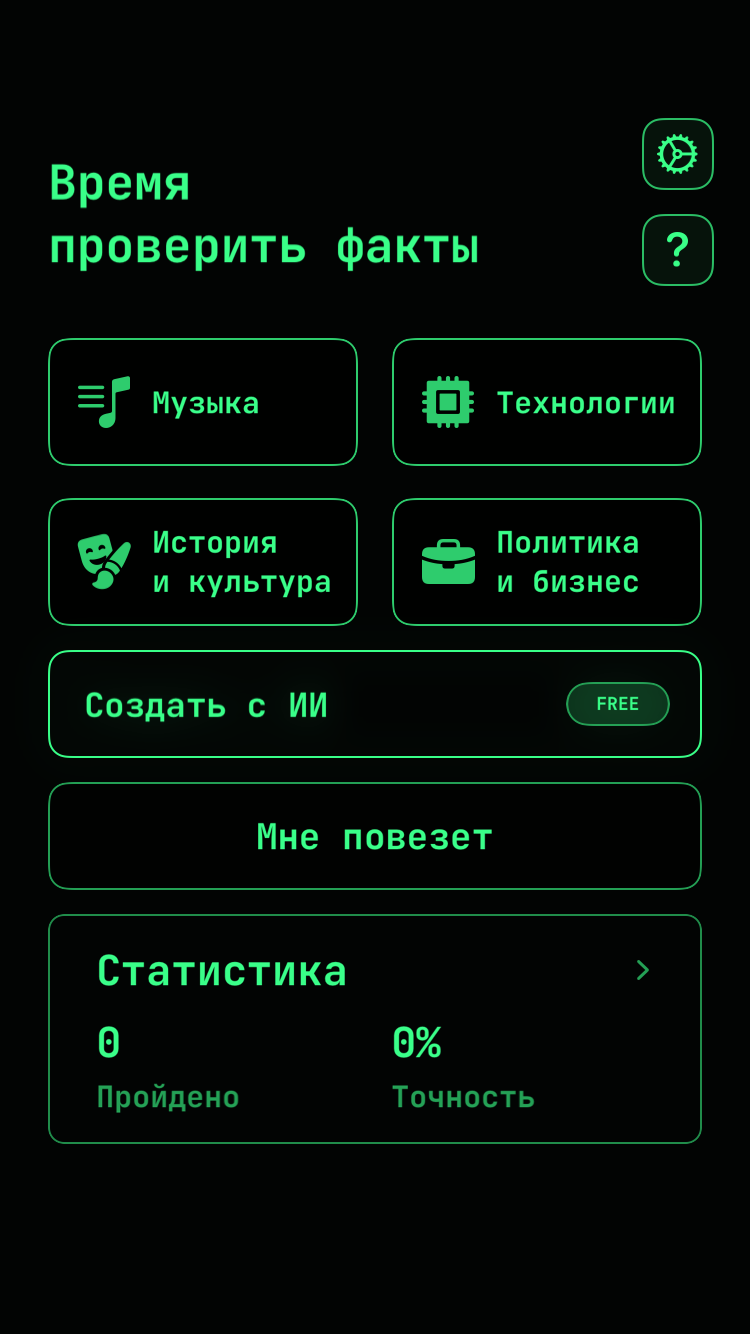 Время
проверить факты
?
Музыка
Технологии
История
и культура
Политика
и бизнес
Создать с ИИ
FREE
Мне повезет
Статистика
0
0%
Пройдено
Точность